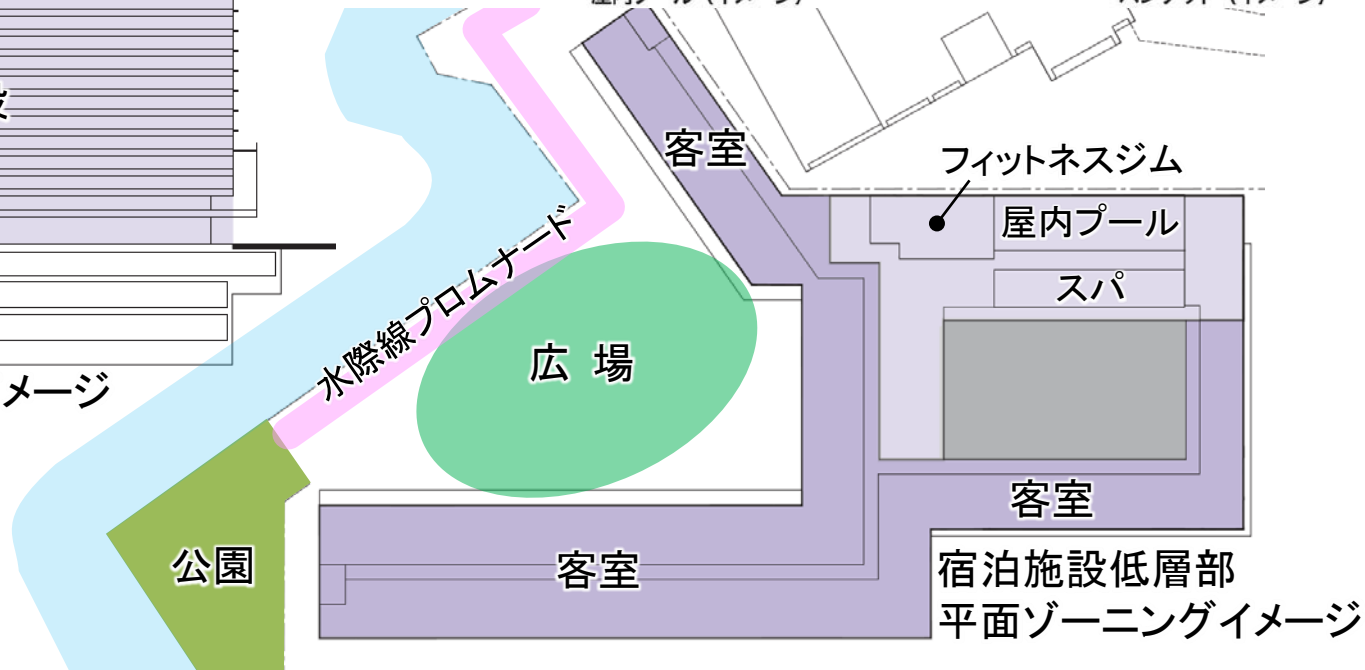 客室
フィットネスジム
屋内プール
スパ
水際線プロムナード
広 場
メージ
客室
公園
客室
宿泊施設低層部
平面ゾーニングイメージ